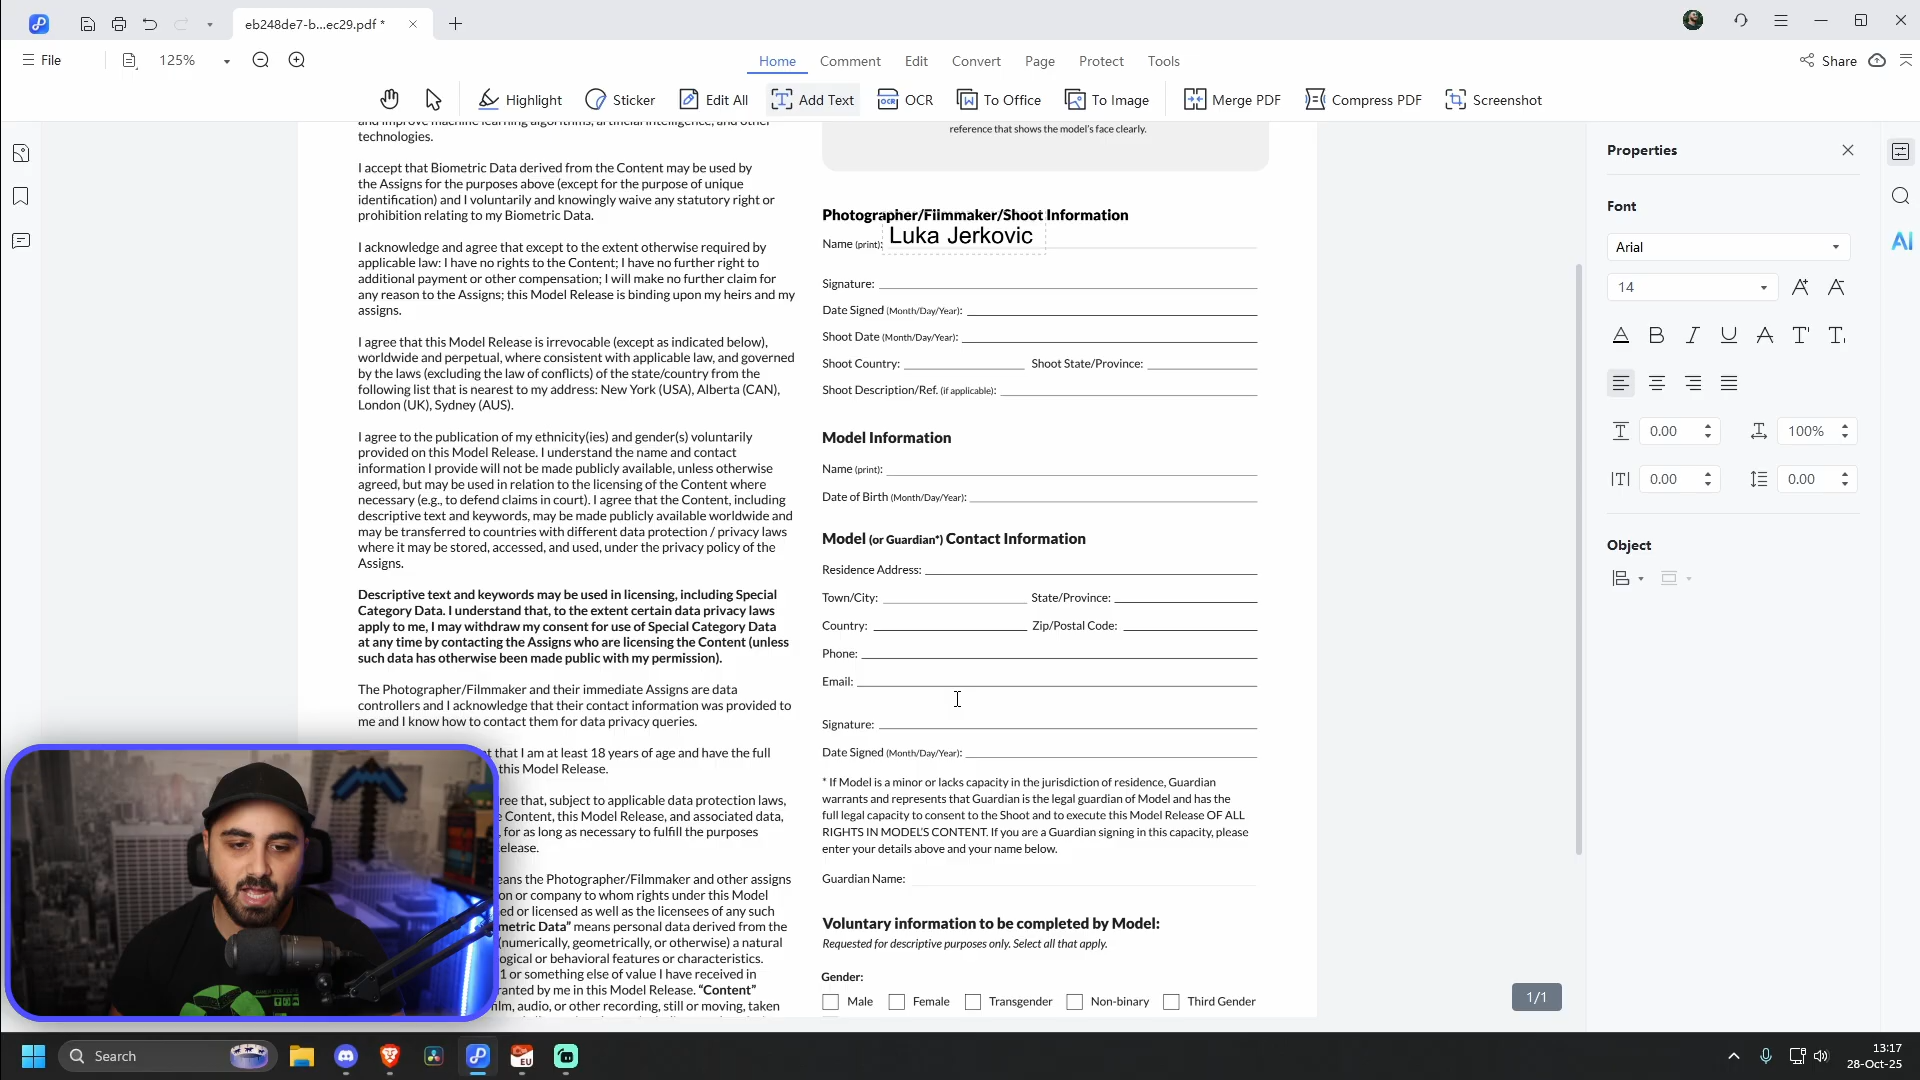 eb248de7-b...ec29.pdf *
File
125%
Home
Comment
Edit
Convert
Page
Protect
Tools
Share
Highlight
Sticker
Edit All
Add Text
OCR
To Office
To Image
Merge PDF
Compress PDF
Screenshot
and improve machine learning algorithms, artificial intelligence, and other
technologies.
I accept that Biometric Data derived from the Content may be used by
the Assigns for the purposes above (except for the purpose of unique
identification) and I voluntarily and knowingly waive any statutory right or
prohibition relating to my Biometric Data.
I acknowledge and agree that except to the extent otherwise required by
applicable law: I have no rights to the Content; I have no further right to
additional payment or other compensation; I will make no further claim for
any reason to the Assigns; this Model Release is binding upon my heirs and my
assigns.
I agree that this Model Release is irrevocable (except as indicated below),
worldwide and perpetual, where consistent with applicable law, and governed
by the laws (excluding the law of conflicts) of the state/country from the
following list that is nearest to my address: New York (USA), Alberta (CAN),
London (UK), Sydney (AUS).
I agree to the publication of my ethnicity(ies) and gender(s) voluntarily
provided on this Model Release. I understand the name and contact
information I provide will not be made publicly available, unless otherwise
agreed, but may be used in relation to the licensing of the Content where
necessary (e.g., to defend claims in court). I agree that the Content, including
descriptive text and keywords, may be made publicly available worldwide and
may be transferred to countries with different data protection / privacy laws
where it may be stored, accessed, and used, under the privacy policy of the
Assigns.
Descriptive text and keywords may be used in licensing, including Special
Category Data. I understand that, to the extent certain data privacy laws
apply to me, I may withdraw my consent for use of Special Category Data
at any time by contacting the Assigns who are licensing the Content (unless
such data has otherwise been made public with my permission).
The Photographer/Filmmaker and their immediate Assigns are data
controllers and I acknowledge that their contact information was provided to
me and I know how to contact them for data privacy queries.
t that I am at least 18 years of age and have the full
this Model Release.
ree that, subject to applicable data protection laws,
e Content, this Model Release, and associated data,
, for as long as necessary to fulfill the purposes
elease.
eans the Photographer/Filmmaker and other assigns
on or company to whom rights under this Model
ed or licensed as well as the licensees of any such
metric Data” means personal data derived from the
(numerically, geometrically, or otherwise) a natural
ogical or behavioral features or characteristics.
1 or something else of value I have received in
ranted by me in this Model Release. “Content”
ilm, audio, or other recording, still or moving, taken
reference that shows the model's face clearly.
Photographer/Filmmaker/Shoot Information
Name (print): Luka Jerkovic
Signature:
Date Signed (Month/Day/Year):
Shoot Date (Month/Day/Year):
Shoot Country: Shoot State/Province:
Shoot Description/Ref. (if applicable):
Model Information
Name (print):
Date of Birth (Month/Day/Year):
Model (or Guardian*) Contact Information
Residence Address:
Town/City: State/Province:
Country: Zip/Postal Code:
Phone:
Email:
Signature:
Date Signed (Month/Day/Year):
* If Model is a minor or lacks capacity in the jurisdiction of residence, Guardian
warrants and represents that Guardian is the legal guardian of Model and has the
full legal capacity to consent to the Shoot and to execute this Model Release OF ALL
RIGHTS IN MODEL'S CONTENT. If you are a Guardian signing in this capacity, please
enter your details above and your name below.
Guardian Name:
Voluntary information to be completed by Model:
Requested for descriptive purposes only. Select all that apply.
Gender:
Male Female Transgender Non-binary Third Gender
1/1
Properties
Font
Arial
14
0.00
100%
0.00
0.00
Object
AI
Search
EU
13:17
28-Oct-25